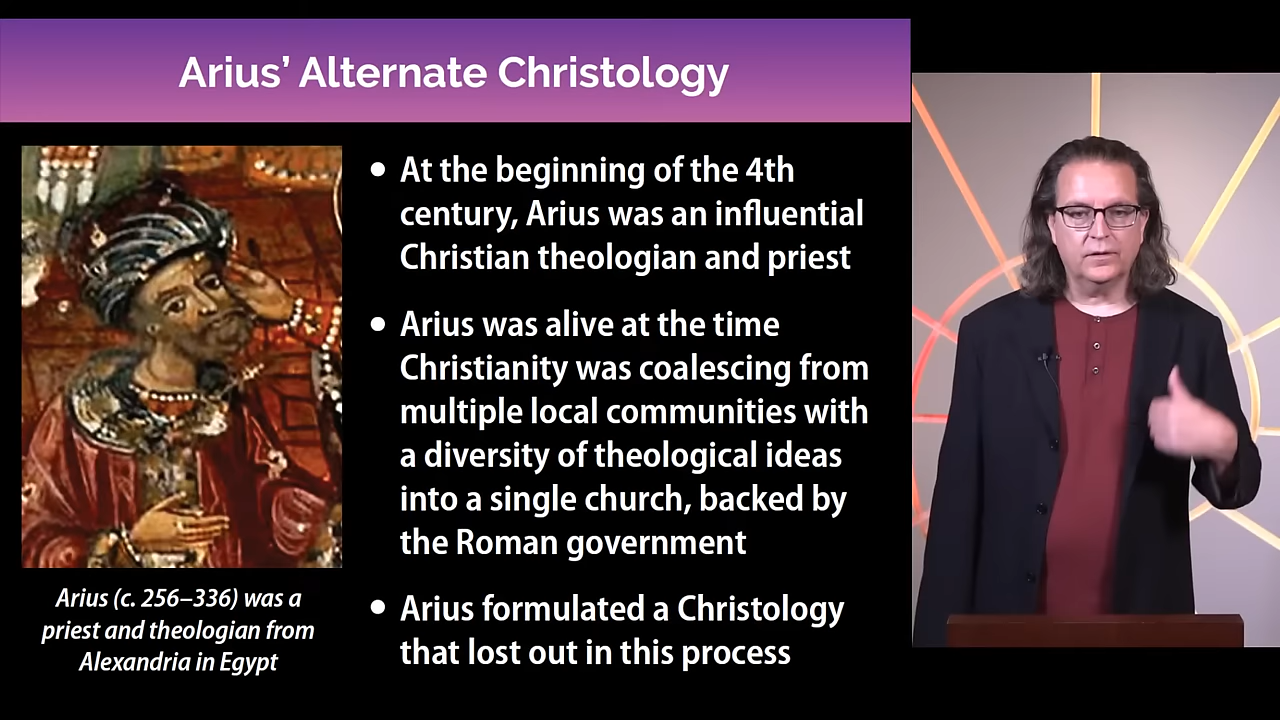 Arius’ Alternate Christology
• At the beginning of the 4th
century, Arius was an influential
Christian theologian and priest
• Arius was alive at the time
Christianity was coalescing from
multiple local communities with
a diversity of theological ideas
into a single church, backed by
the Roman government
• Arius formulated a Christology
that lost out in this process
Arius (c. 256–336) was a
priest and theologian from
Alexandria in Egypt